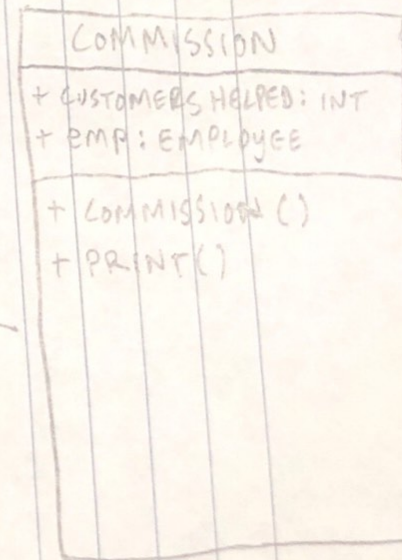 COMMISSION
+ CUSTOMERS HELPED: INT
+ emp: EMPLOYEE
+ COMMISSION ()
+ PRINT()